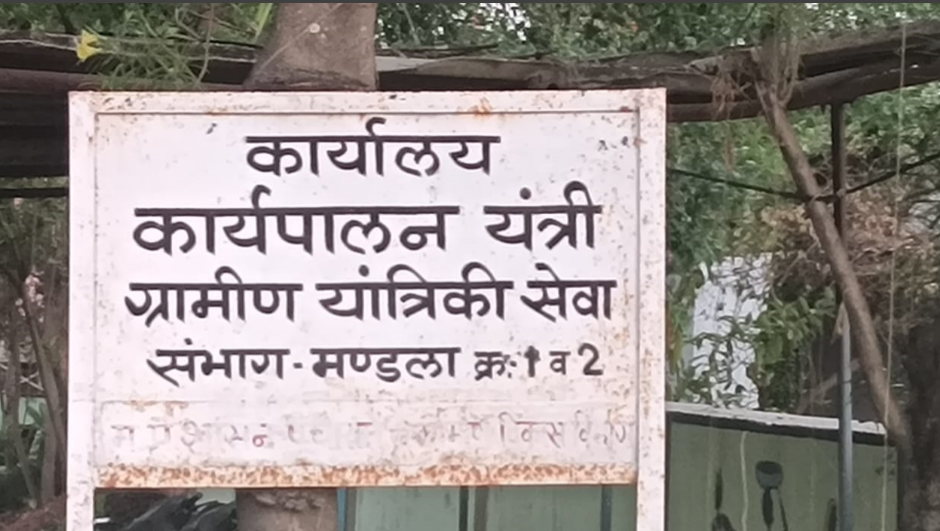 कार्यालय
कार्यपालन यंत्री
ग्रामीण यांत्रिकी सेवा
संभाग-मण्डला क्र:1 व 2